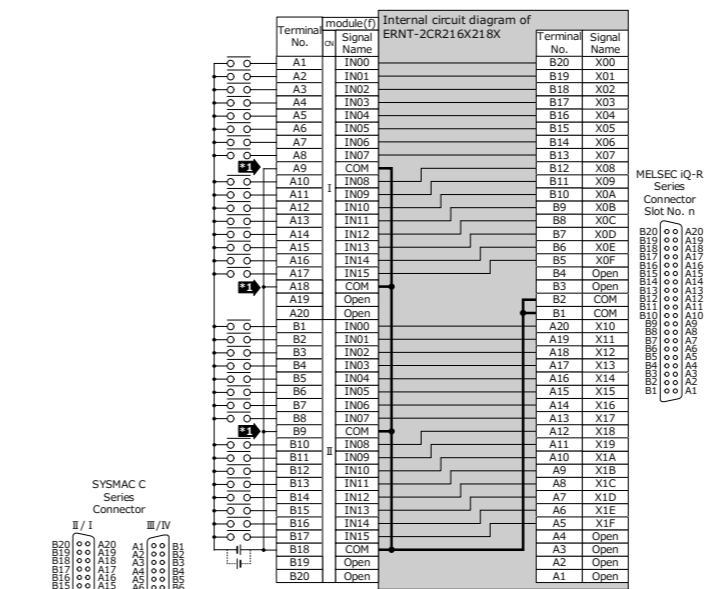 Internal circuit diagram of
ERNT-2CR216X218X
Terminal No. CN module(f) Signal Name Terminal No. Signal Name
A1 IN00 B20 X00
A2 IN01 B19 X01
A3 IN02 B18 X02
A4 IN03 B17 X03
A5 IN04 B16 X04
A6 IN05 B15 X05
A7 IN06 B14 X06
A8 IN07 B13 X07
*1 A9 COM B12 X08
A10 IN08 B11 X09
I
A11 IN09 B10 X0A
A12 IN10 B9 X0B
A13 IN11 B8 X0C
A14 IN12 B7 X0D
A15 IN13 B6 X0E
A16 IN14 B5 X0F
A17 IN15 B4 Open
*1 A18 COM B3 Open
A19 Open B2 COM
A20 Open B1 COM
B1 IN00 A20 X10
B2 IN01 A19 X11
B3 IN02 A18 X12
B4 IN03 A17 X13
B5 IN04 A16 X14
B6 IN05 A15 X15
B7 IN06 A14 X16
B8 IN07 A13 X17
*1 B9 COM A12 X18
B10 IN08 A11 X19
II
B11 IN09 A10 X1A
B12 IN10 A9 X1B
B13 IN11 A8 X1C
B14 IN12 A7 X1D
B15 IN13 A6 X1E
B16 IN14 A5 X1F
B17 IN15 A4 Open
B18 COM A3 Open
B19 Open A2 Open
B20 Open A1 Open
MELSEC iQ-R
Series
Connector
Slot No. n
B20 A20
B19 A19
B18 A18
B17 A17
B16 A16
B15 A15
B14 A14
B13 A13
B12 A12
B11 A11
B10 A10
B9 A9
B8 A8
B7 A7
B6 A6
B5 A5
B4 A4
B3 A3
B2 A2
B1 A1
SYSMAC C
Series
Connector
Ⅱ/Ⅰ Ⅲ/Ⅳ
B20 A20 A1 B1
B19 A19 A2 B2
B18 A18 A3 B3
B17 A17 A4 B4
B16 A16 A5 B5
B15 A15 A6 B6